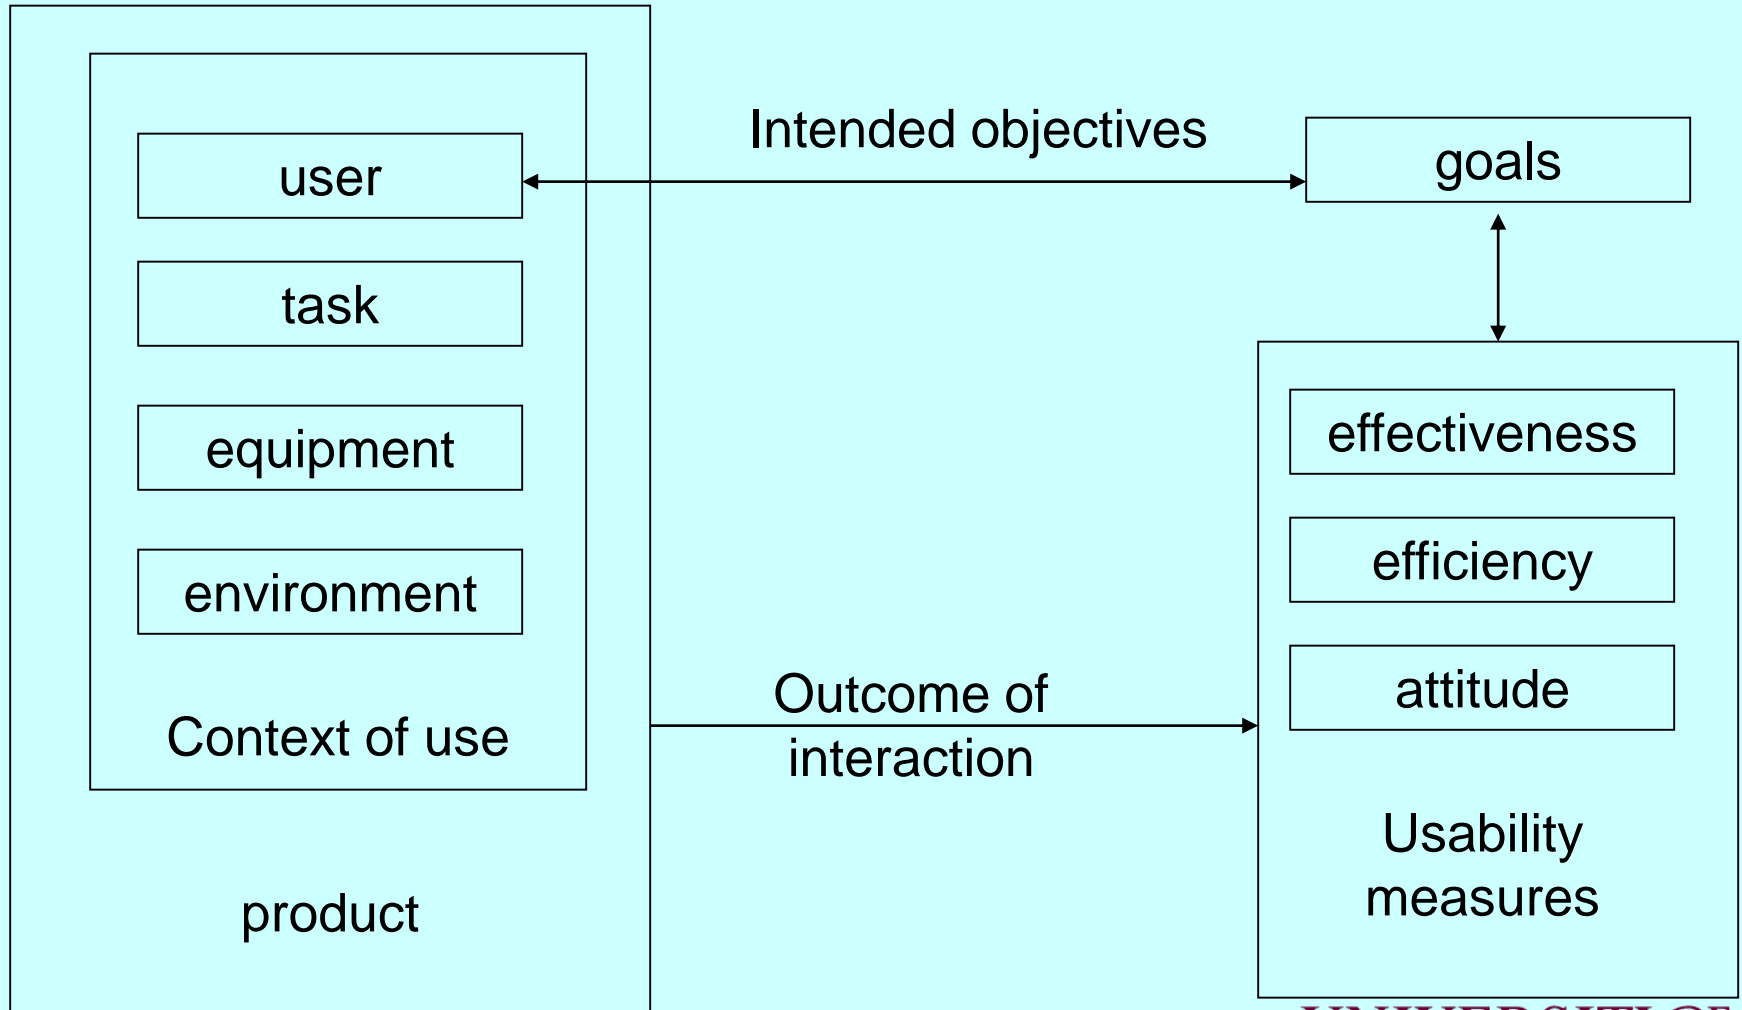 Intended objectives
user
goals
task
equipment
environment
Context of use
product
Outcome of
interaction
effectiveness
efficiency
attitude
Usability
measures